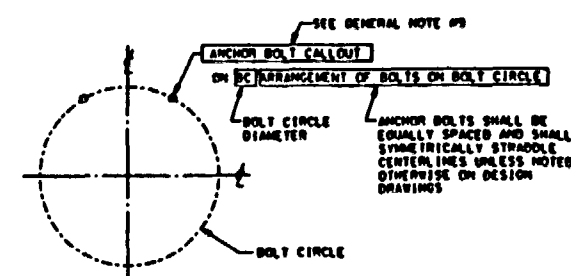 SEE GENERAL NOTE #9
ANCHOR BOLT CALLOUT
ON BC ARRANGEMENT OF BOLTS ON BOLT CIRCLE
BOLT CIRCLE
DIAMETER
ANCHOR BOLTS SHALL BE
EQUALLY SPACED AND SHALL
SYMMETRICALLY STRADDLE
CENTERLINES UNLESS NOTED
OTHERWISE ON DESIGN
DRAWINGS
BOLT CIRCLE